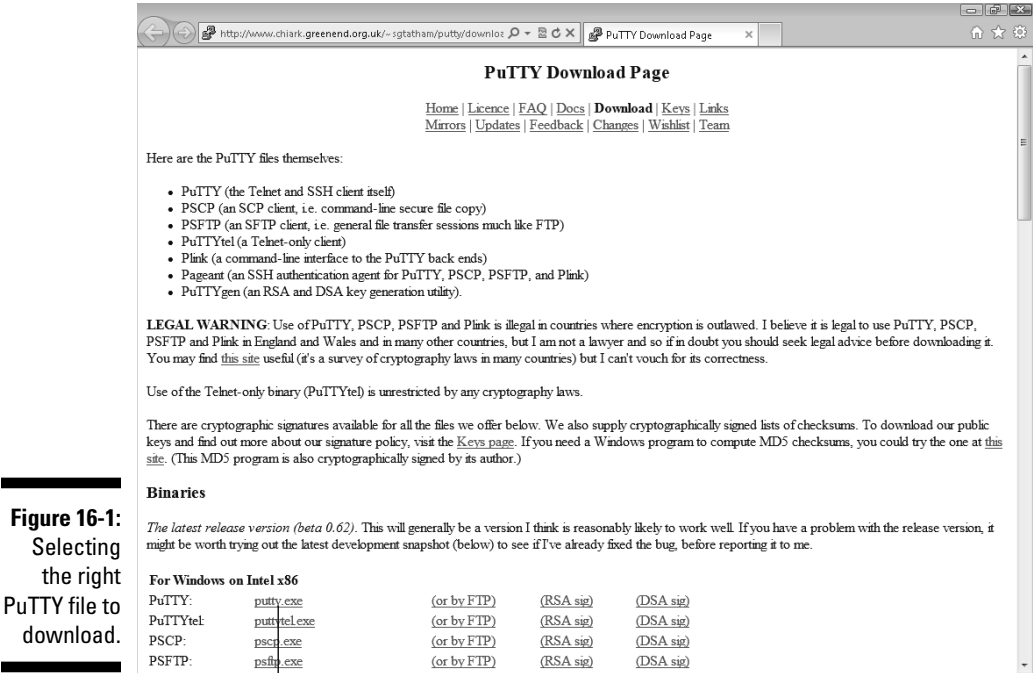 http://www.chiark.greenend.org.uk/~sgtatham/putty/downloa
PuTTY Download Page
PuTTY Download Page
Home | Licence | FAQ | Docs | Download | Keys | Links
Mirrors | Updates | Feedback | Changes | Wishlist | Team
Here are the PuTTY files themselves:
• PuTTY (the Telnet and SSH client itself)
• PSCP (an SCP client, i.e. command-line secure file copy)
• PSFTP (an SFTP client, i.e. general file transfer sessions much like FTP)
• PuTTYtel (a Telnet-only client)
• Plink (a command-line interface to the PuTTY back ends)
• Pageant (an SSH authentication agent for PuTTY, PSCP, PSFTP, and Plink)
• PuTTYgen (an RSA and DSA key generation utility).
LEGAL WARNING: Use of PuTTY, PSCP, PSFTP and Plink is illegal in countries where encryption is outlawed. I believe it is legal to use PuTTY, PSCP,
PSFTP and Plink in England and Wales and in many other countries, but I am not a lawyer and so if in doubt you should seek legal advice before downloading it.
You may find this site useful (it's a survey of cryptography laws in many countries) but I can't vouch for its correctness.
Use of the Telnet-only binary (PuTTYtel) is unrestricted by any cryptography laws.
There are cryptographic signatures available for all the files we offer below. We also supply cryptographically signed lists of checksums. To download our public
keys and find out more about our signature policy, visit the Keys page. If you need a Windows program to compute MD5 checksums, you could try the one at this
site. (This MD5 program is also cryptographically signed by its author.)
Binaries
The latest release version (beta 0.62). This will generally be a version I think is reasonably likely to work well. If you have a problem with the release version, it
might be worth trying out the latest development snapshot (below) to see if I've already fixed the bug, before reporting it to me.
For Windows on Intel x86
PuTTY: putty.exe (or by FTP) (RSA sig) (DSA sig)
PuTTYtel: puttytel.exe (or by FTP) (RSA sig) (DSA sig)
PSCP: pscp.exe (or by FTP) (RSA sig) (DSA sig)
PSFTP: psftp.exe (or by FTP) (RSA sig) (DSA sig)
Figure 16-1:
Selecting
the right
PuTTY file to
download.